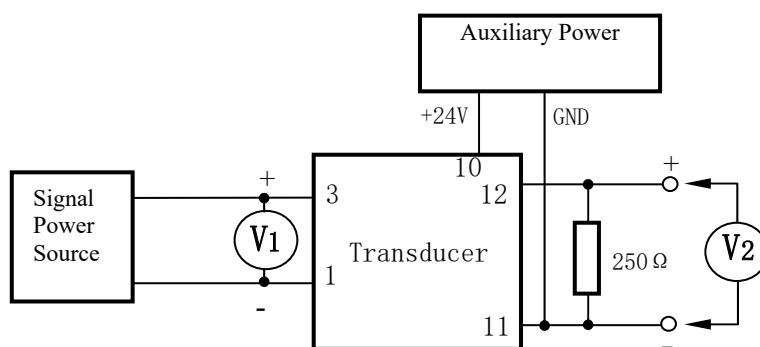 Auxiliary Power
+24V
GND
10
+
3
12
+
Signal
Power
Source
V1
Transducer
250Ω
V2
1
-
11
-